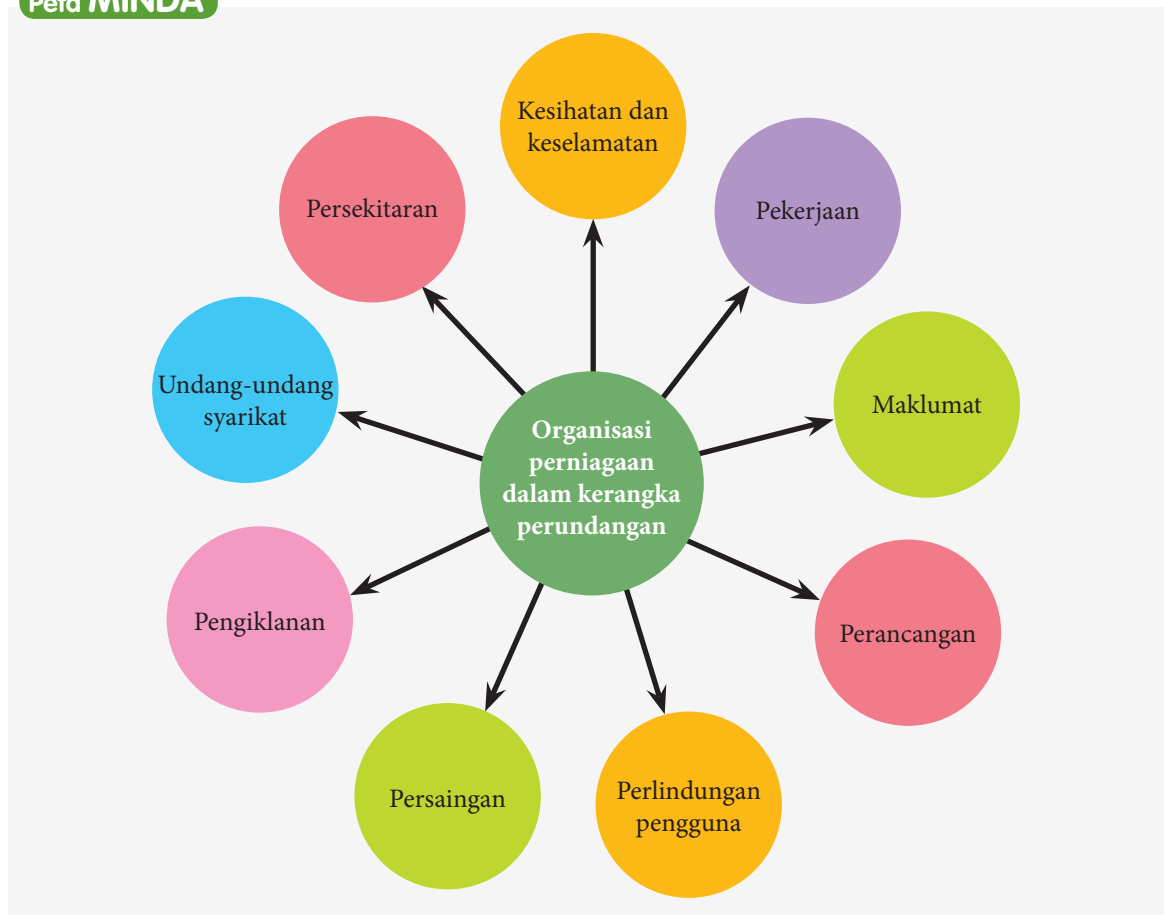 Peta MINDA
Kesihatan dan
keselamatan
Pekerjaan
Maklumat
Perancangan
Perlindungan
pengguna
Persaingan
Pengiklanan
Undang-undang
syarikat
Persekitaran
Organisasi
perniagaan
dalam kerangka
perundangan